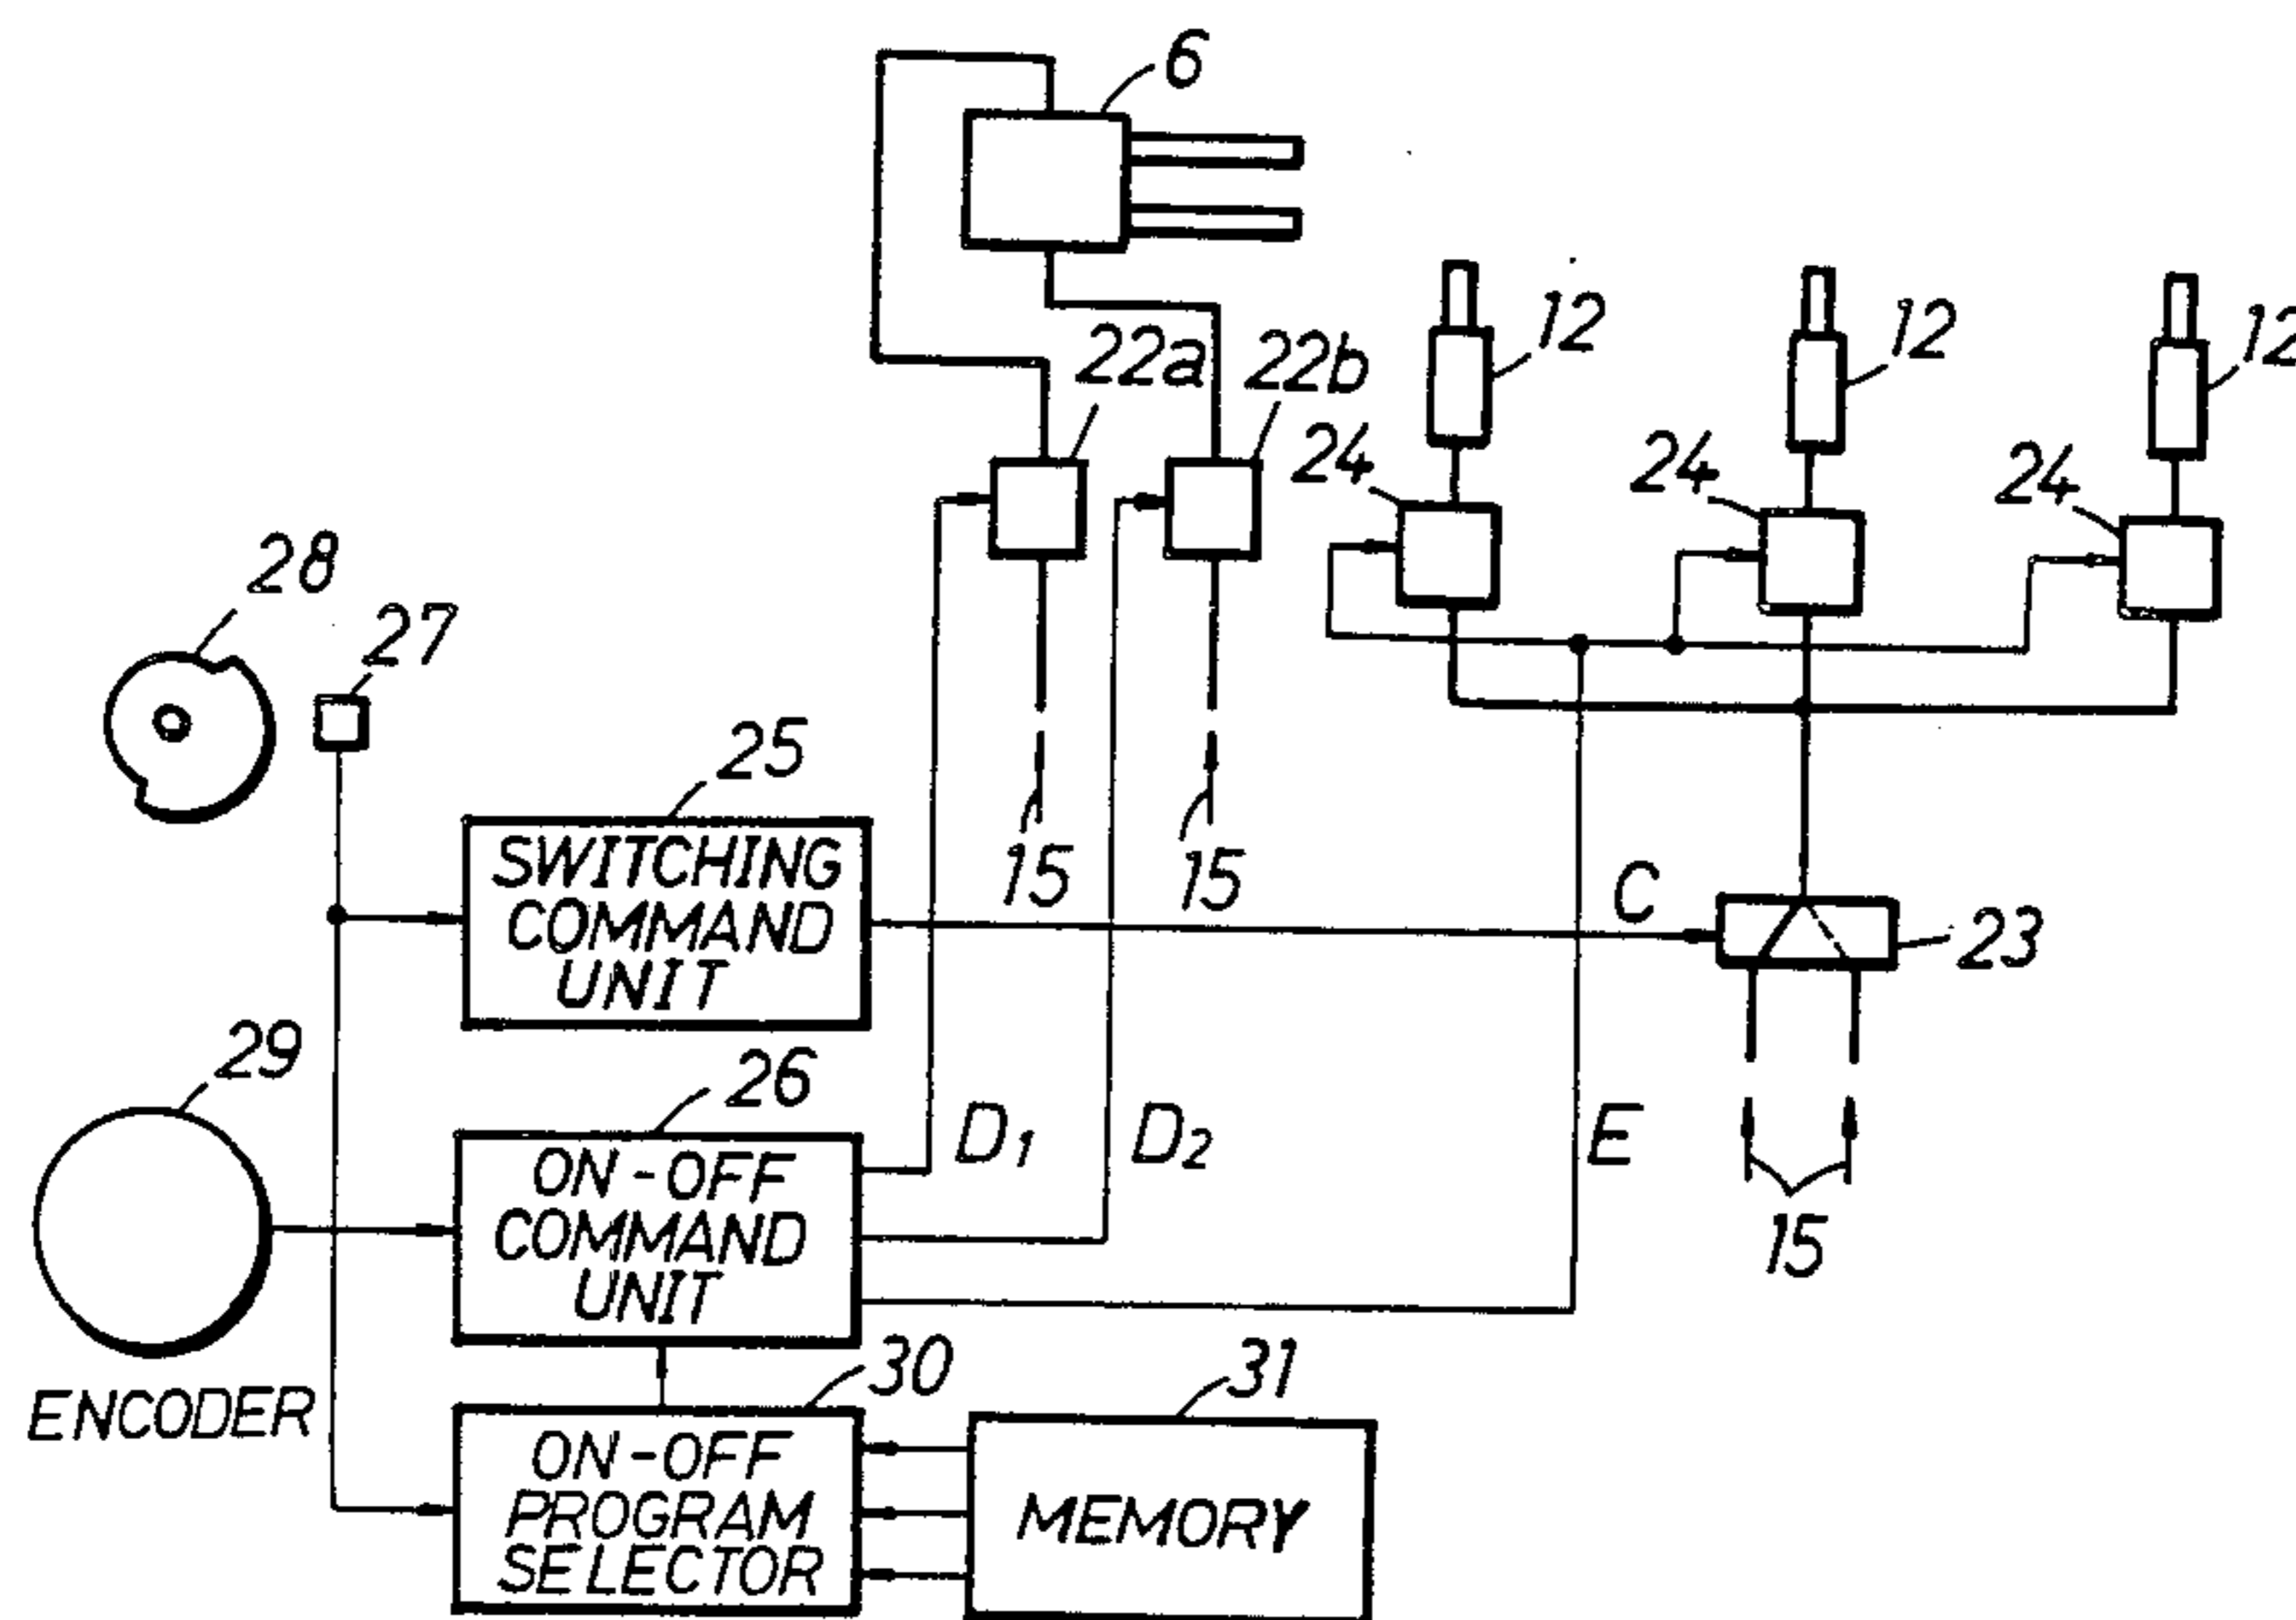 6
22a
22b
12
12
12
24
24
24
28
27
25
SWITCHING
COMMAND
UNIT
15
15
C
23
29
26
D1
D2
E
15
ON-OFF
COMMAND
UNIT
ENCODER
30
31
ON-OFF
PROGRAM
SELECTOR
MEMORY